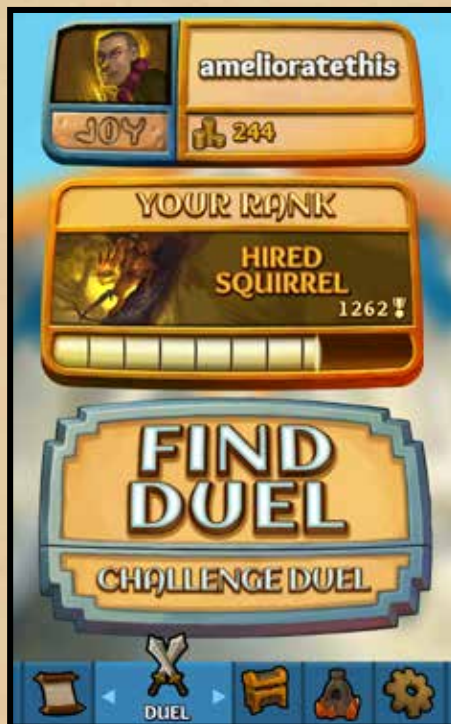 amelioratethis
JOY
244
YOUR RANK
HIRED
SQUIRREL
1262
FIND
DUEL
CHALLENGE DUEL
DUEL